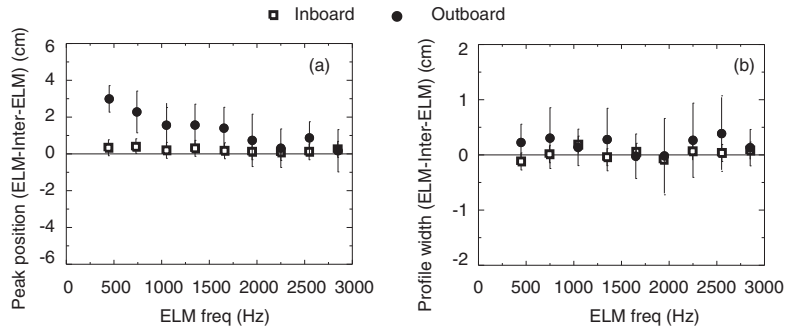 Inboard Outboard
Peak position (ELM-Inter-ELM) (cm)
6
4
2
0
-2
-4
-6
(a)
0 500 1000 1500 2000 2500 3000
ELM freq (Hz)
Profile width (ELM-Inter-ELM) (cm)
2
1
0
-1
-2
(b)
0 500 1000 1500 2000 2500 3000
ELM freq (Hz)